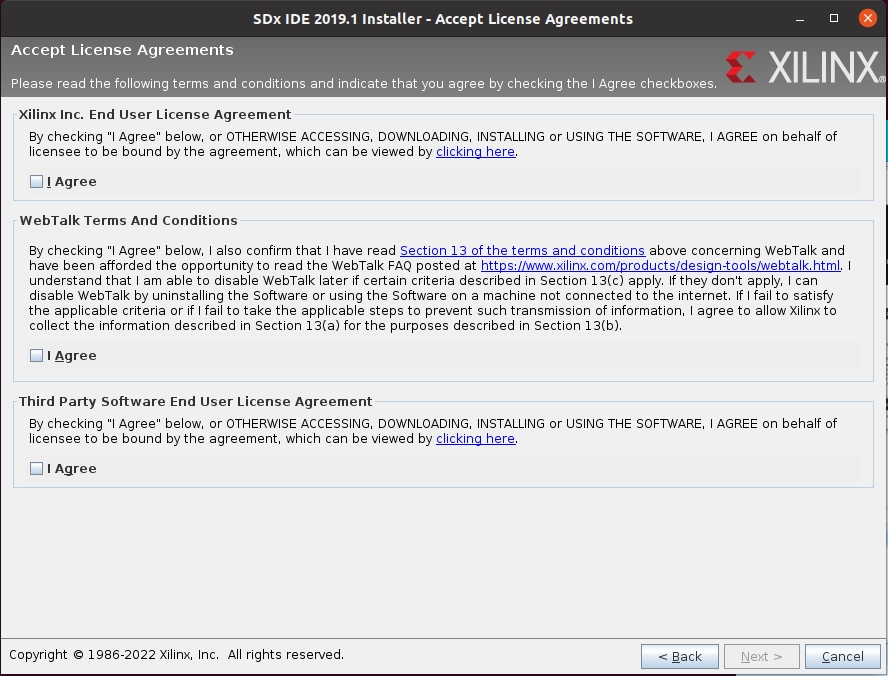 SDx IDE 2019.1 Installer - Accept License Agreements
Accept License Agreements
Please read the following terms and conditions and indicate that you agree by checking the I Agree checkboxes.
XILINX®
Xilinx Inc. End User License Agreement
By checking "I Agree" below, or OTHERWISE ACCESSING, DOWNLOADING, INSTALLING or USING THE SOFTWARE, I AGREE on behalf of
licensee to be bound by the agreement, which can be viewed by clicking here.
I Agree
WebTalk Terms And Conditions
By checking "I Agree" below, I also confirm that I have read Section 13 of the terms and conditions above concerning WebTalk and
have been afforded the opportunity to read the WebTalk FAQ posted at https://www.xilinx.com/products/design-tools/webtalk.html. I
understand that I am able to disable WebTalk later if certain criteria described in Section 13(c) apply. If they don't apply, I can
disable WebTalk by uninstalling the Software or using the Software on a machine not connected to the internet. If I fail to satisfy
the applicable criteria or if I fail to take the applicable steps to prevent such transmission of information, I agree to allow Xilinx to
collect the information described in Section 13(a) for the purposes described in Section 13(b).
I Agree
Third Party Software End User License Agreement
By checking "I Agree" below, or OTHERWISE ACCESSING, DOWNLOADING, INSTALLING or USING THE SOFTWARE, I AGREE on behalf of
licensee to be bound by the agreement, which can be viewed by clicking here.
I Agree
Copyright © 1986-2022 Xilinx, Inc. All rights reserved.
< Back
Next >
Cancel